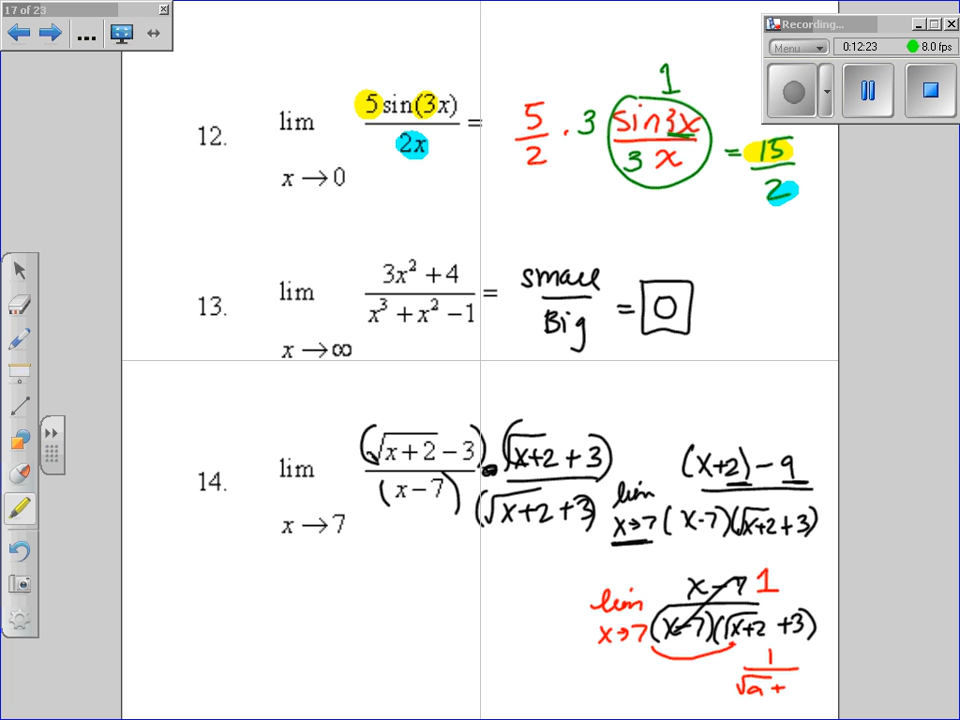 17 of 23
Recording...
Menu
0:12:23
8.0 fps
12. lim x → 0 5sin(3x) / 2x = 5/2 · 3 sin3x / 3x 1 = 15/2
13. lim x → ∞ 3x² + 4 / x³ + x² − 1 = small / Big = 0
14. lim x → 7 (√x + 2 − 3) / (x − 7) · (√x+2 + 3) / (√x+2 + 3)
lim x→7 (x+2) − 9 / (x-7)(√x+2 + 3)
lim x→7 x − 7 1 / (x−7)(√x+2 + 3)
1 / √9 +